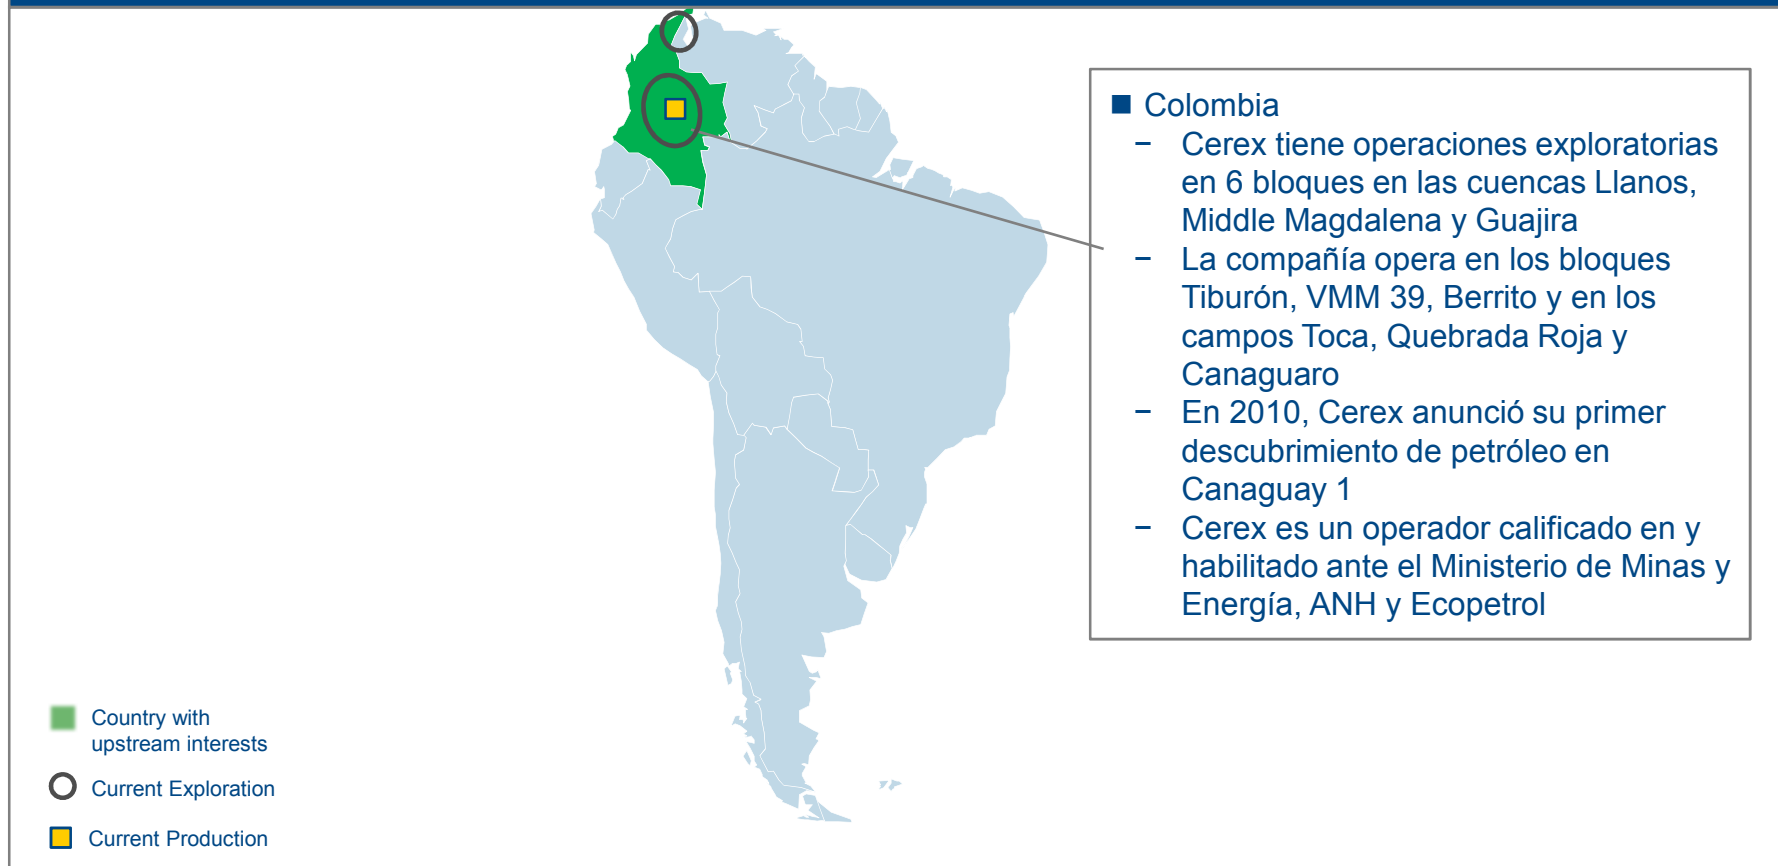 ■ Colombia
− Cerex tiene operaciones exploratorias
en 6 bloques en las cuencas Llanos,
Middle Magdalena y Guajira
− La compañía opera en los bloques
Tiburón, VMM 39, Berrito y en los
campos Toca, Quebrada Roja y
Canaguaro
− En 2010, Cerex anunció su primer
descubrimiento de petróleo en
Canaguay 1
− Cerex es un operador calificado en y
habilitado ante el Ministerio de Minas y
Energía, ANH y Ecopetrol
Country with
upstream interests
Current Exploration
Current Production